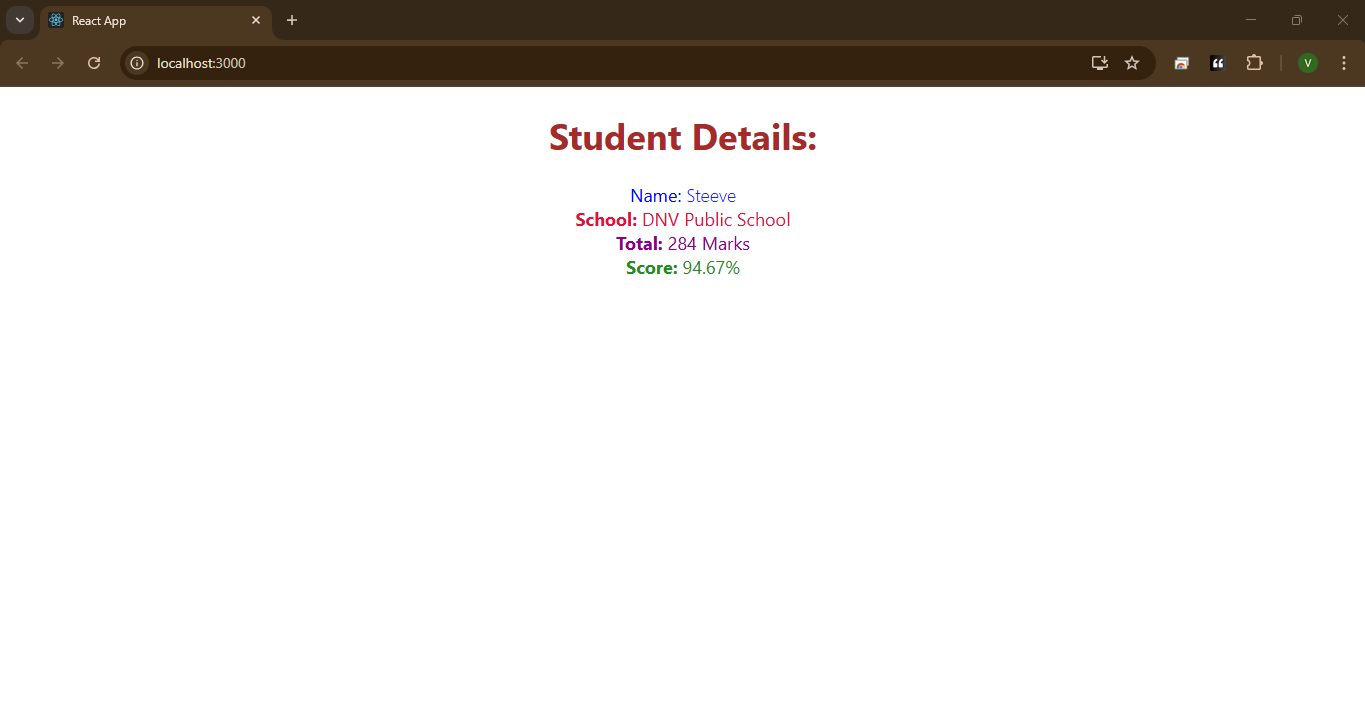 React App
localhost:3000
V
Student Details:
Name: Steeve
School: DNV Public School
Total: 284 Marks
Score: 94.67%